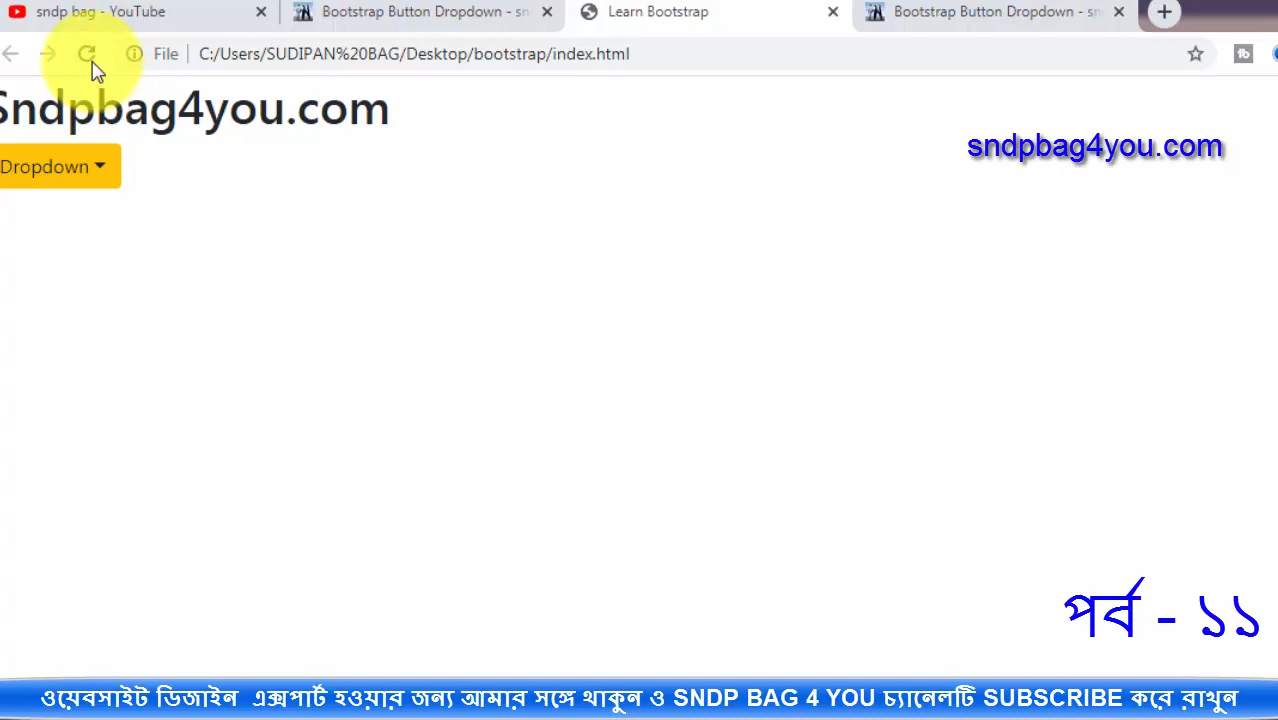 sndp bag - YouTube
Bootstrap Button Dropdown - sn
Learn Bootstrap
Bootstrap Button Dropdown - sn
File
C:/Users/SUDIPAN%20BAG/Desktop/bootstrap/index.html
Sndpbag4you.com
sndpbag4you.com
Dropdown
পর্ব - ১১
ওয়েবসাইট ডিজাইন এক্সপার্ট হওয়ার জন্য আমার সঙ্গে থাকুন ও SNDP BAG 4 YOU চ্যানেলটি SUBSCRIBE করে রাখুন